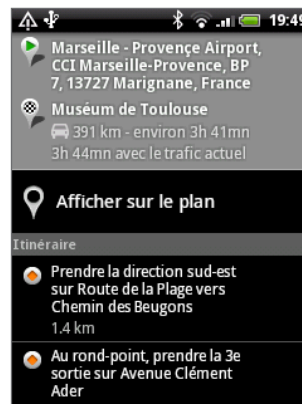 19:49
Marseille - Provençe Airport,
CCI Marseille-Provence, BP
7, 13727 Marignane, France
Muséum de Toulouse
391 km - environ 3h 41mn
3h 44mn avec le trafic actuel
Afficher sur le plan
Itinéraire
Prendre la direction sud-est
sur Route de la Plage vers
Chemin des Beugons
1.4 km
Au rond-point, prendre la 3e
sortie sur Avenue Clément
Ader